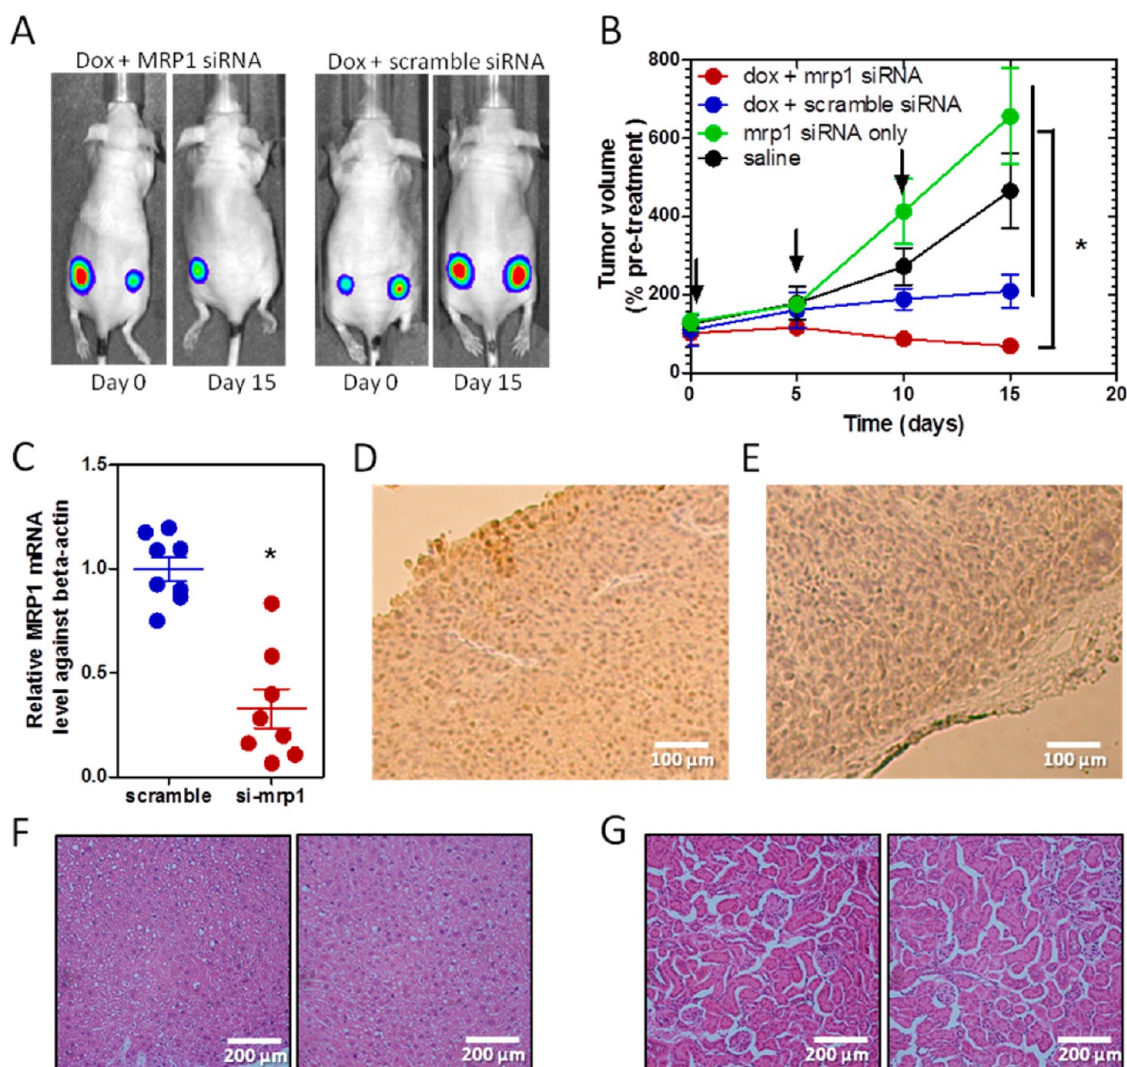 A
Dox + MRP1 siRNA
Dox + scramble siRNA
Day 0
Day 15
Day 0
Day 15
B
Tumor volume
(% pre-treatment )
800
600
400
200
0
0
5
10
15
20
Time (days)
dox + mrp1 siRNA
dox + scramble siRNA
mrp1 siRNA only
saline
*
C
Relative MRP1 mRNA
level against beta-actin
1.5
1.0
0.5
0.0
*
scramble
si-mrp1
D
100 µm
E
100 µm
F
200 µm
200 µm
G
200 µm
200 µm